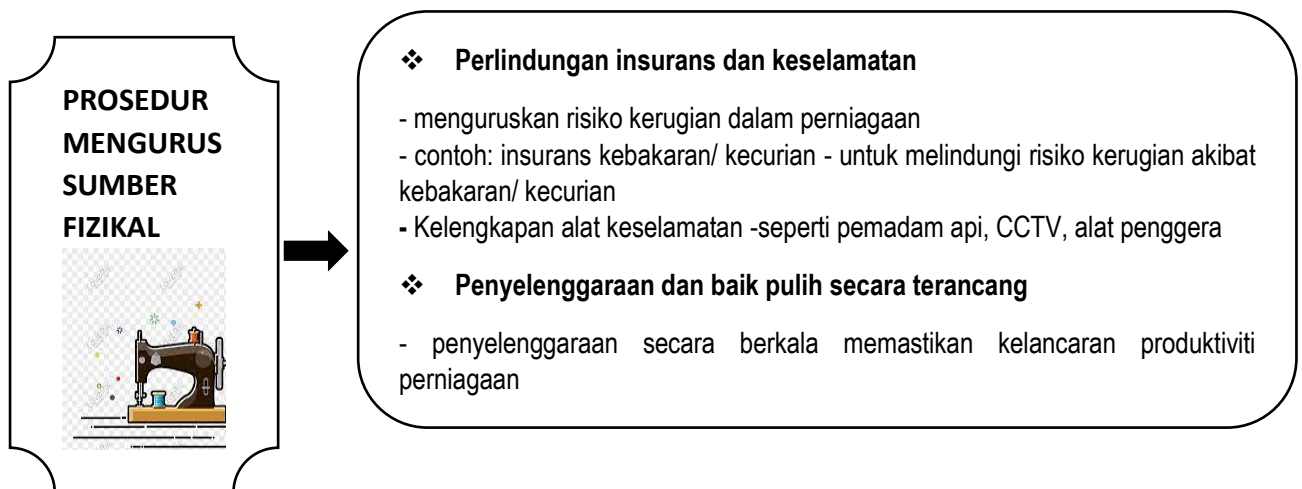 PROSEDUR
MENGURUS
SUMBER
FIZIKAL
❖ Perlindungan insurans dan keselamatan
- menguruskan risiko kerugian dalam perniagaan
- contoh: insurans kebakaran/ kecurian - untuk melindungi risiko kerugian akibat
kebakaran/ kecurian
- Kelengkapan alat keselamatan -seperti pemadam api, CCTV, alat penggera
❖ Penyelenggaraan dan baik pulih secara terancang
- penyelenggaraan secara berkala memastikan kelancaran produktiviti
perniagaan